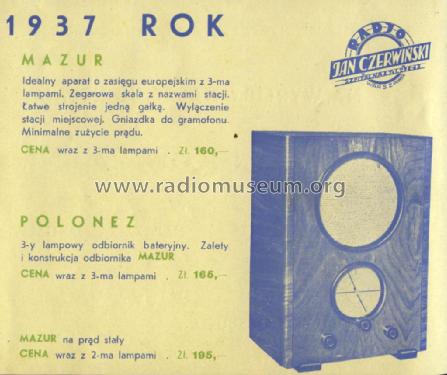 1937 ROK
RADJO
JAN CZERWIŃSKI
MAZUR
Idealny aparat o zasięgu europejskim z 3-ma
lampami. Zegarowa skala z nazwami stacji.
Łatwe strojenie jedną gałką. Wyłączenie
stacji miejscowej. Gniazdka do gramofonu.
Minimalne zużycie prądu.
CENA wraz z 3-ma lampami . Zł. 160,—
www.radiomuseum.org
POLONEZ
3-y lampowy odbiornik bateryjny. Zalety
i konstrukcja odbiornika MAZUR
CENA wraz z 3-ma lampami . Zł. 165,—
MAZUR na prąd stały
CENA wraz z 2-ma lampami . Zł. 195,—